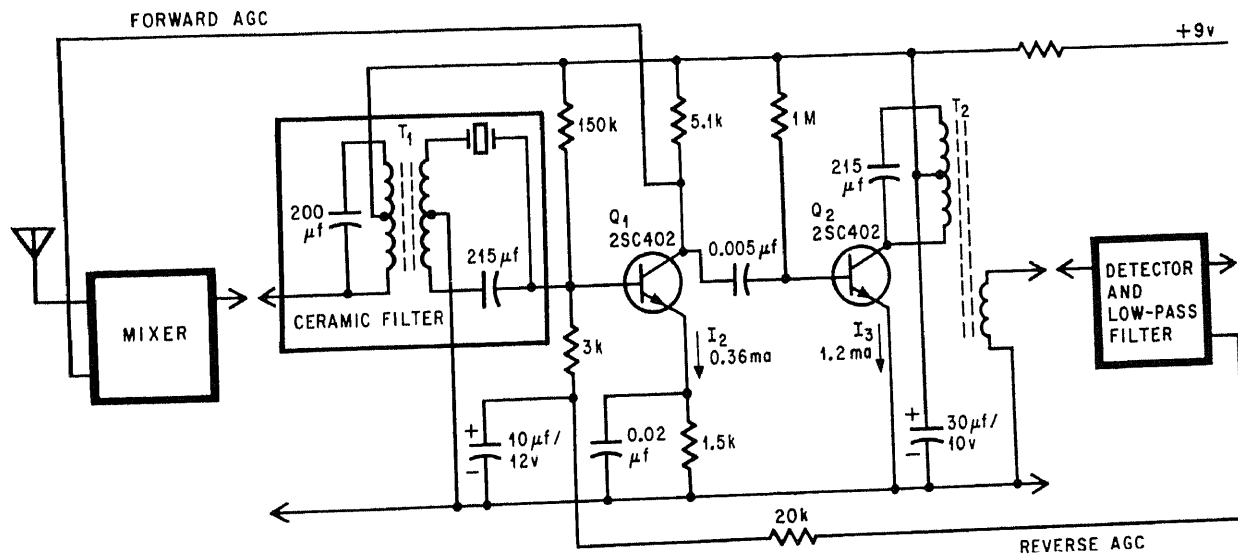 FORWARD AGC
+9v
150k
5.1k
1M
T1
T2
200
μf
215
μf
Q1
2SC402
Q2
2SC402
215μf
0.005μf
CERAMIC FILTER
MIXER
DETECTOR
AND
LOW-PASS
FILTER
3k
I2
0.36ma
I3
1.2ma
+
10μf/
12v
−
0.02
μf
1.5k
+
30μf/
10v
−
20k
REVERSE AGC